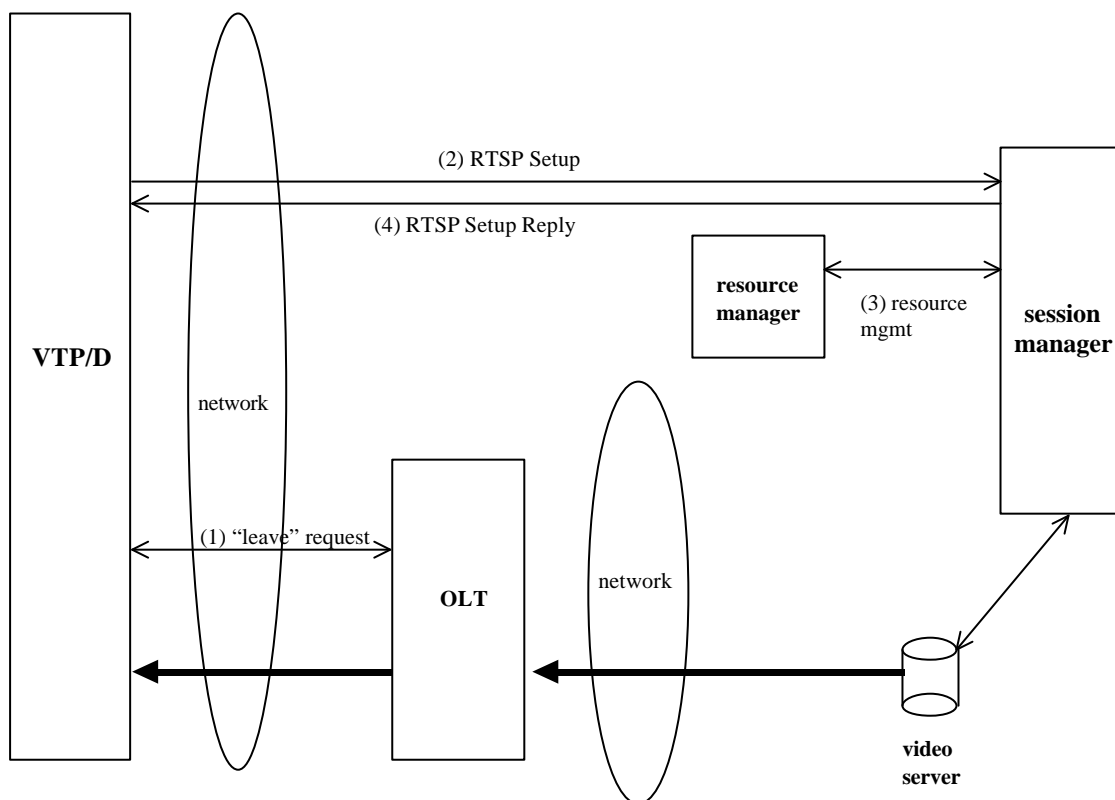 (2) RTSP Setup
(4) RTSP Setup Reply
resource
manager
(3) resource
mgmt
session
manager
VTP/D
network
(1) “leave” request
network
OLT
video
server